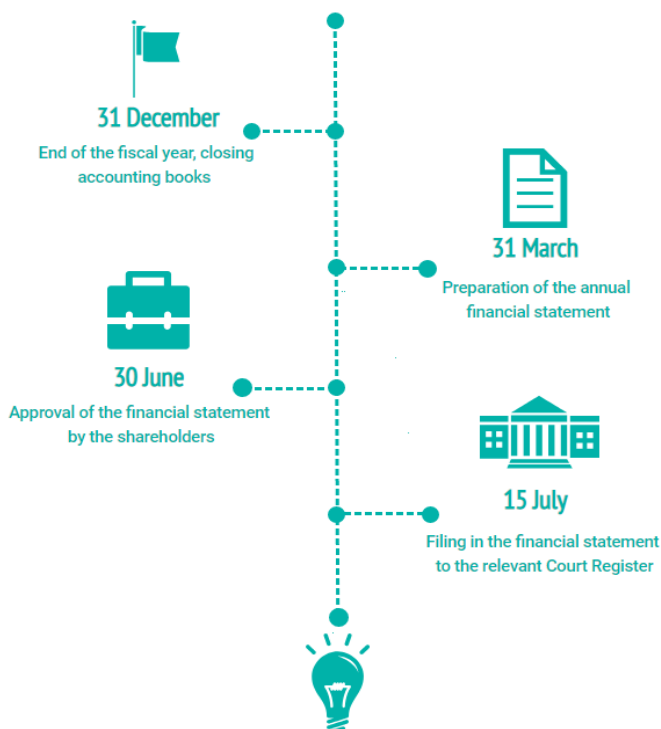 31 December
End of the fiscal year, closing
accounting books
31 March
Preparation of the annual
financial statement
30 June
Approval of the financial statement
by the shareholders
15 July
Filing in the financial statement
to the relevant Court Register